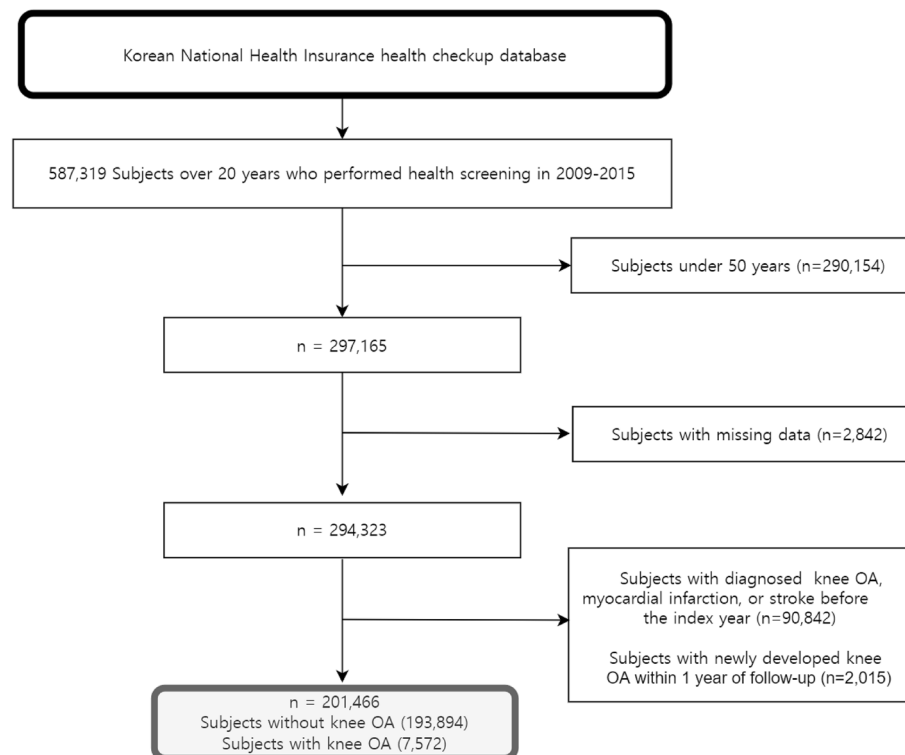 Korean National Health Insurance health checkup database
587,319 Subjects over 20 years who performed health screening in 2009-2015
Subjects under 50 years (n=290,154)
n = 297,165
Subjects with missing data (n=2,842)
n = 294,323
Subjects with diagnosed knee OA,
myocardial infarction, or stroke before
the index year (n=90,842)
Subjects with newly developed knee
OA within 1 year of follow-up (n=2,015)
n = 201,466
Subjects without knee OA (193,894)
Subjects with knee OA (7,572)